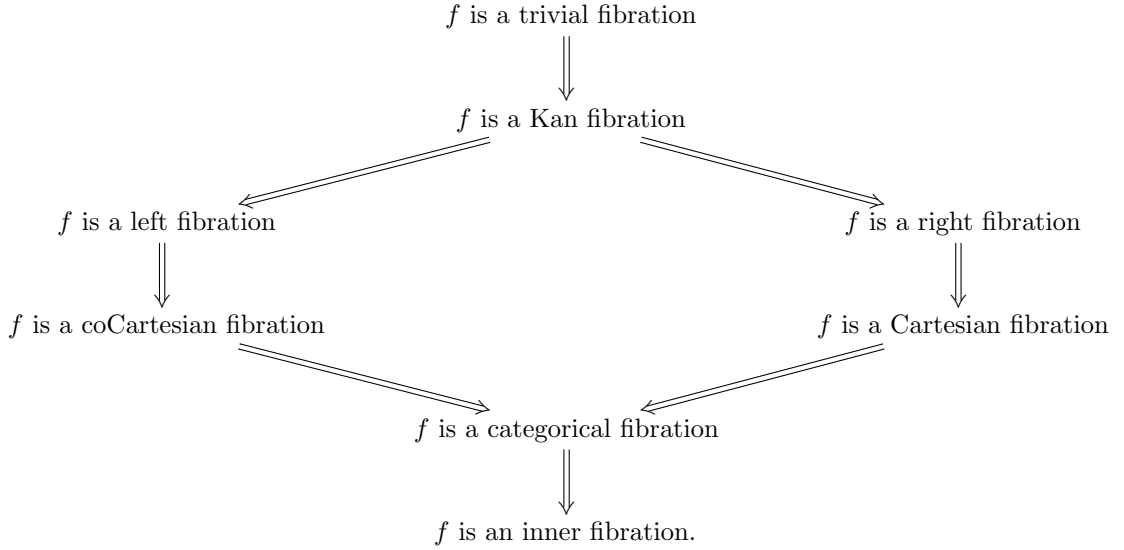 f is a trivial fibration
f is a Kan fibration
f is a left fibration
f is a right fibration
f is a coCartesian fibration
f is a Cartesian fibration
f is a categorical fibration
f is an inner fibration.